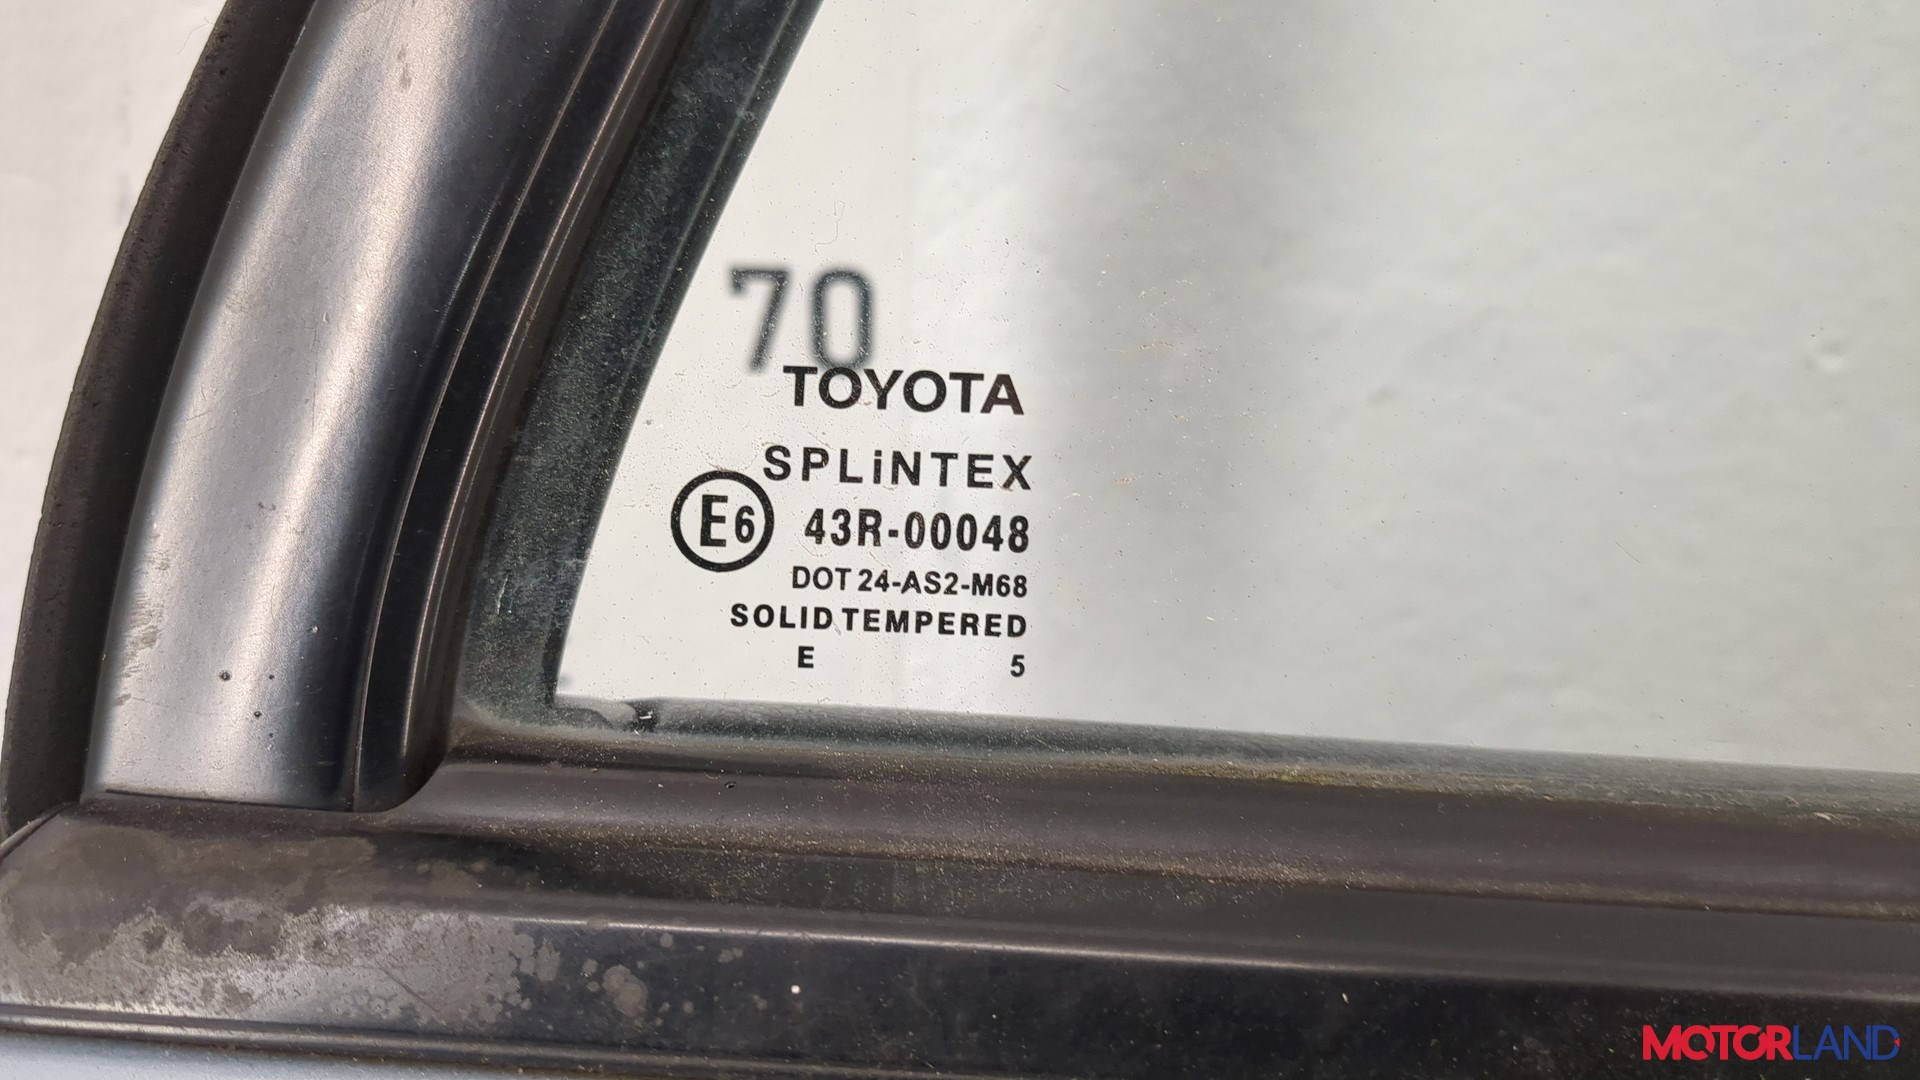 70
TOYOTA
SPLiNTEX
E6 43R-00048
DOT 24-AS2-M68
SOLID TEMPERED
E 5
MOTORLAND